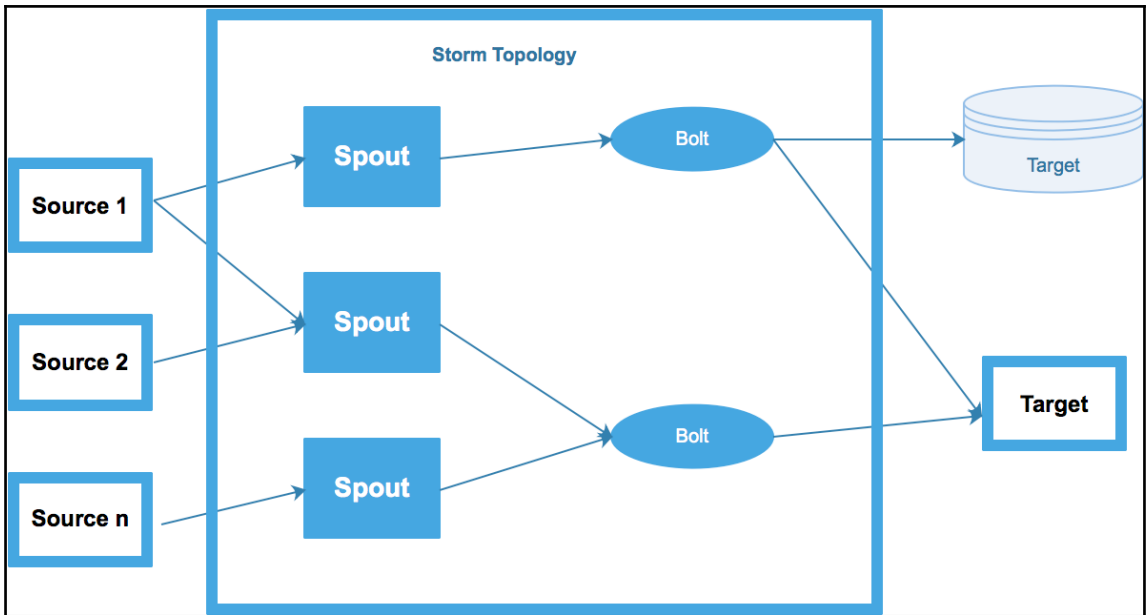 Storm Topology
Source 1
Source 2
Source n
Spout
Spout
Spout
Bolt
Bolt
Target
Target